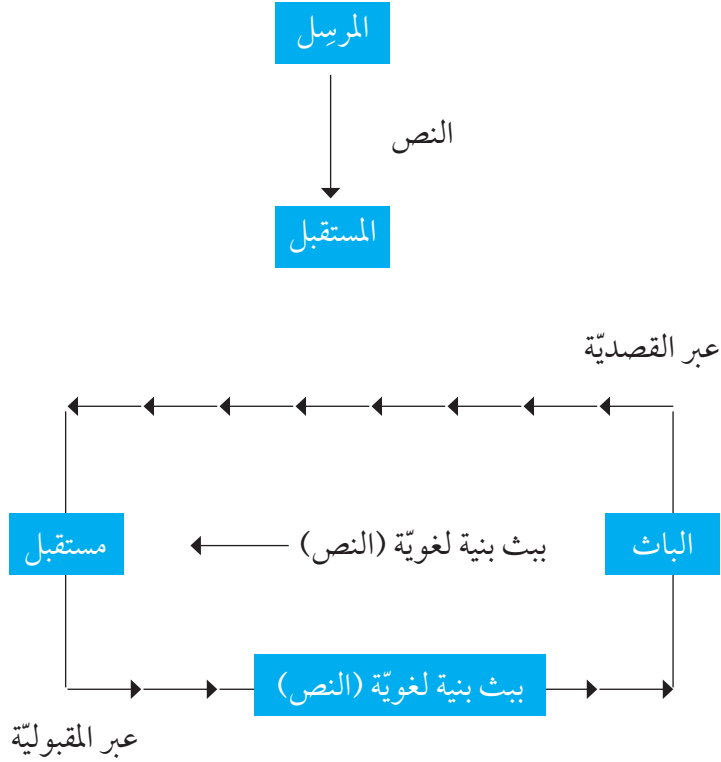 المرسِل
النص
المستقبل
عبر القصديّة
الباث
ببث بنية لغويّة (النص)
مستقبل
ببث بنية لغويّة (النص)
عبر المقبوليّة